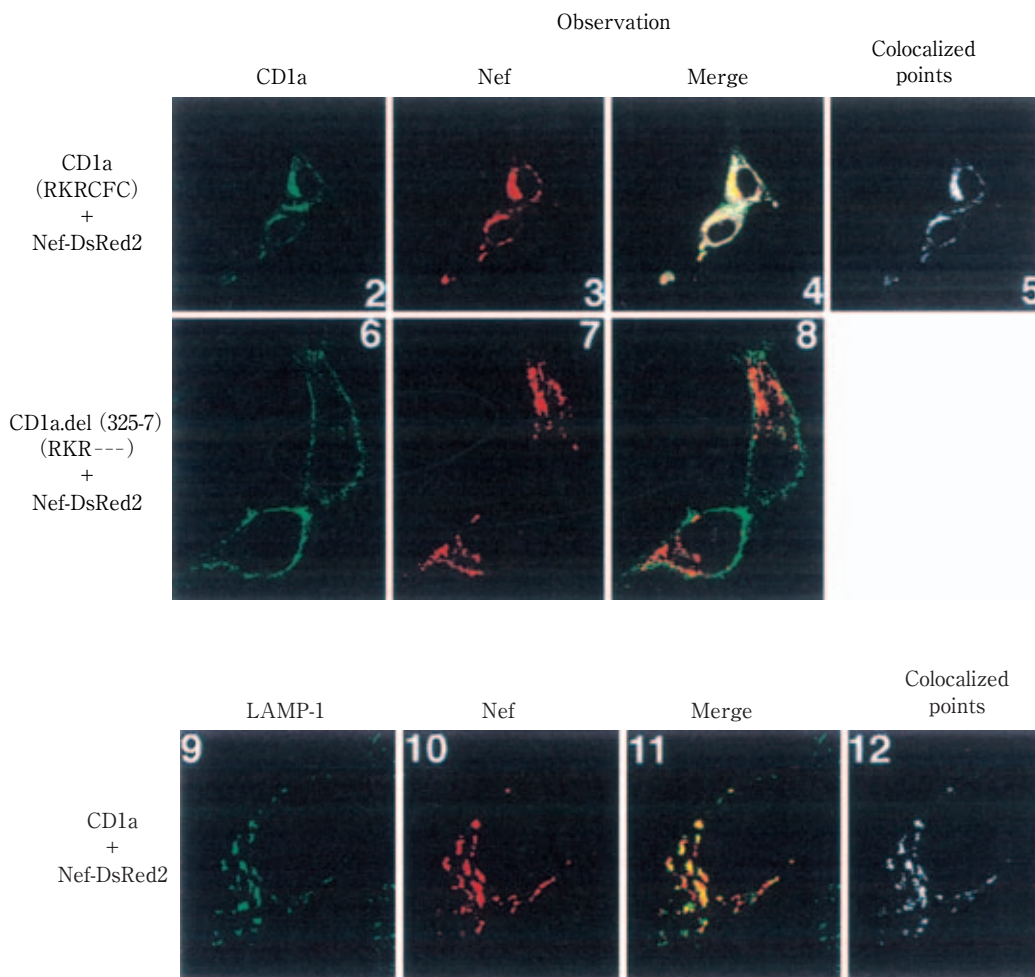 Observation
CD1a
Nef
Merge
Colocalized
points
CD1a
(RKRCFC)
+
Nef-DsRed2
2
3
4
5
CD1a.del (325-7)
(RKR---)
+
Nef-DsRed2
6
7
8
LAMP-1
Nef
Merge
Colocalized
points
CD1a
+
Nef-DsRed2
9
10
11
12